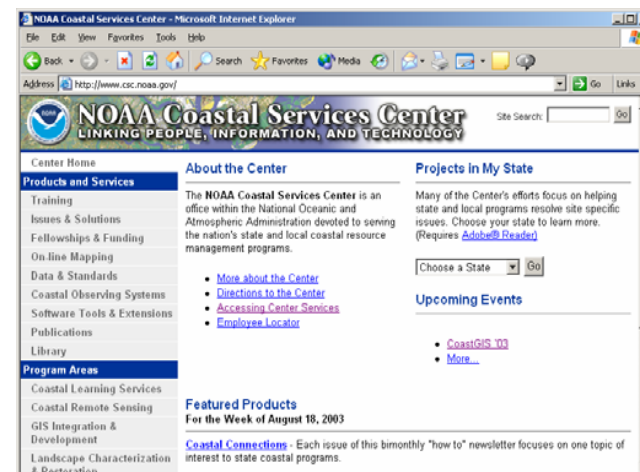 NOAA Coastal Services Center - Microsoft Internet Explorer
File Edit View Favorites Tools Help
Back Search Favorites Media
Address http://www.csc.noaa.gov/ Go Links
NOAA Coastal Services Center
LINKING PEOPLE, INFORMATION, AND TECHNOLOGY
Site Search: Go
Center Home
Products and Services
Training
Issues & Solutions
Fellowships & Funding
On-line Mapping
Data & Standards
Coastal Observing Systems
Software Tools & Extensions
Publications
Library
Program Areas
Coastal Learning Services
Coastal Remote Sensing
GIS Integration &
Development
Landscape Characterization
& Restoration
About the Center
The NOAA Coastal Services Center is an
office within the National Oceanic and
Atmospheric Administration devoted to serving
the nation's state and local coastal resource
management programs.
More about the Center
Directions to the Center
Accessing Center Services
Employee Locator
Projects in My State
Many of the Center's efforts focus on helping
state and local programs resolve site specific
issues. Choose your state to learn more.
(Requires Adobe® Reader)
Choose a State Go
Upcoming Events
CoastGIS '03
More...
Featured Products
For the Week of August 18, 2003
Coastal Connections - Each issue of this bimonthly "how to" newsletter focuses on one topic of
interest to state coastal programs.